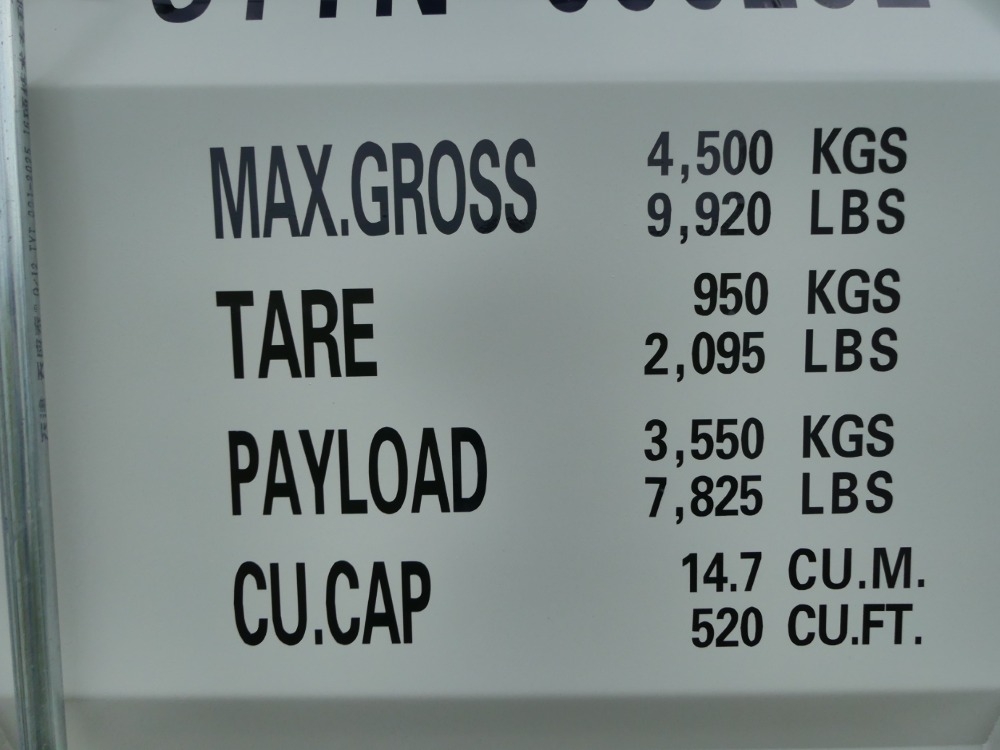 MAX.GROSS 4,500 KGS
9,920 LBS
TARE 950 KGS
2,095 LBS
PAYLOAD 3,550 KGS
7,825 LBS
CU.CAP 14.7 CU.M.
520 CU.FT.